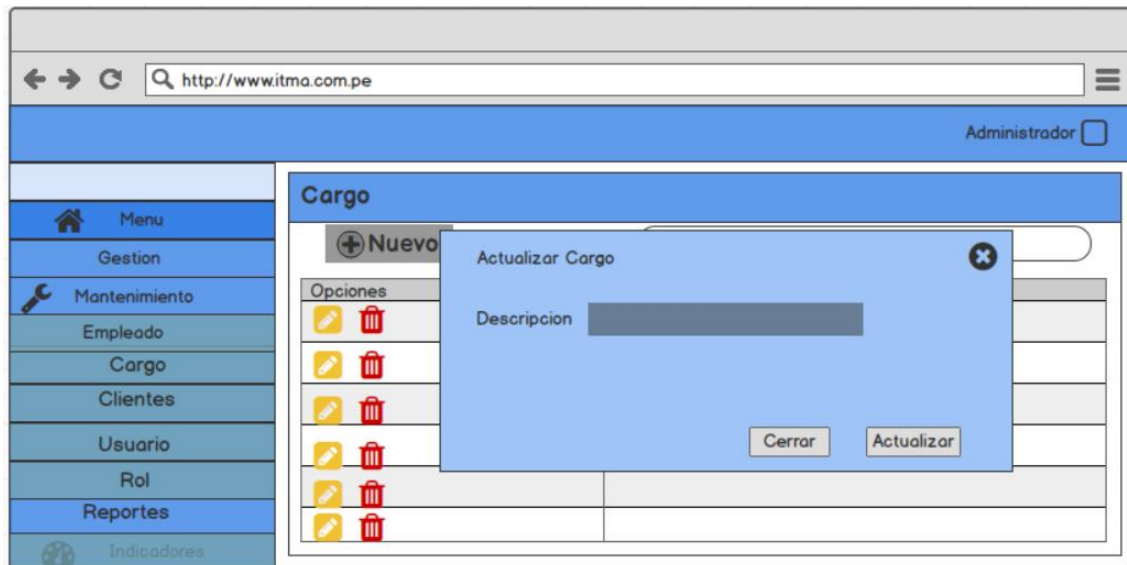 http://www.itma.com.pe
Administrador
Menu
Gestion
Mantenimiento
Empleado
Cargo
Clientes
Usuario
Rol
Reportes
Indicadores
Cargo
Nuevo
Opciones
Actualizar Cargo
Descripcion
Cerrar
Actualizar